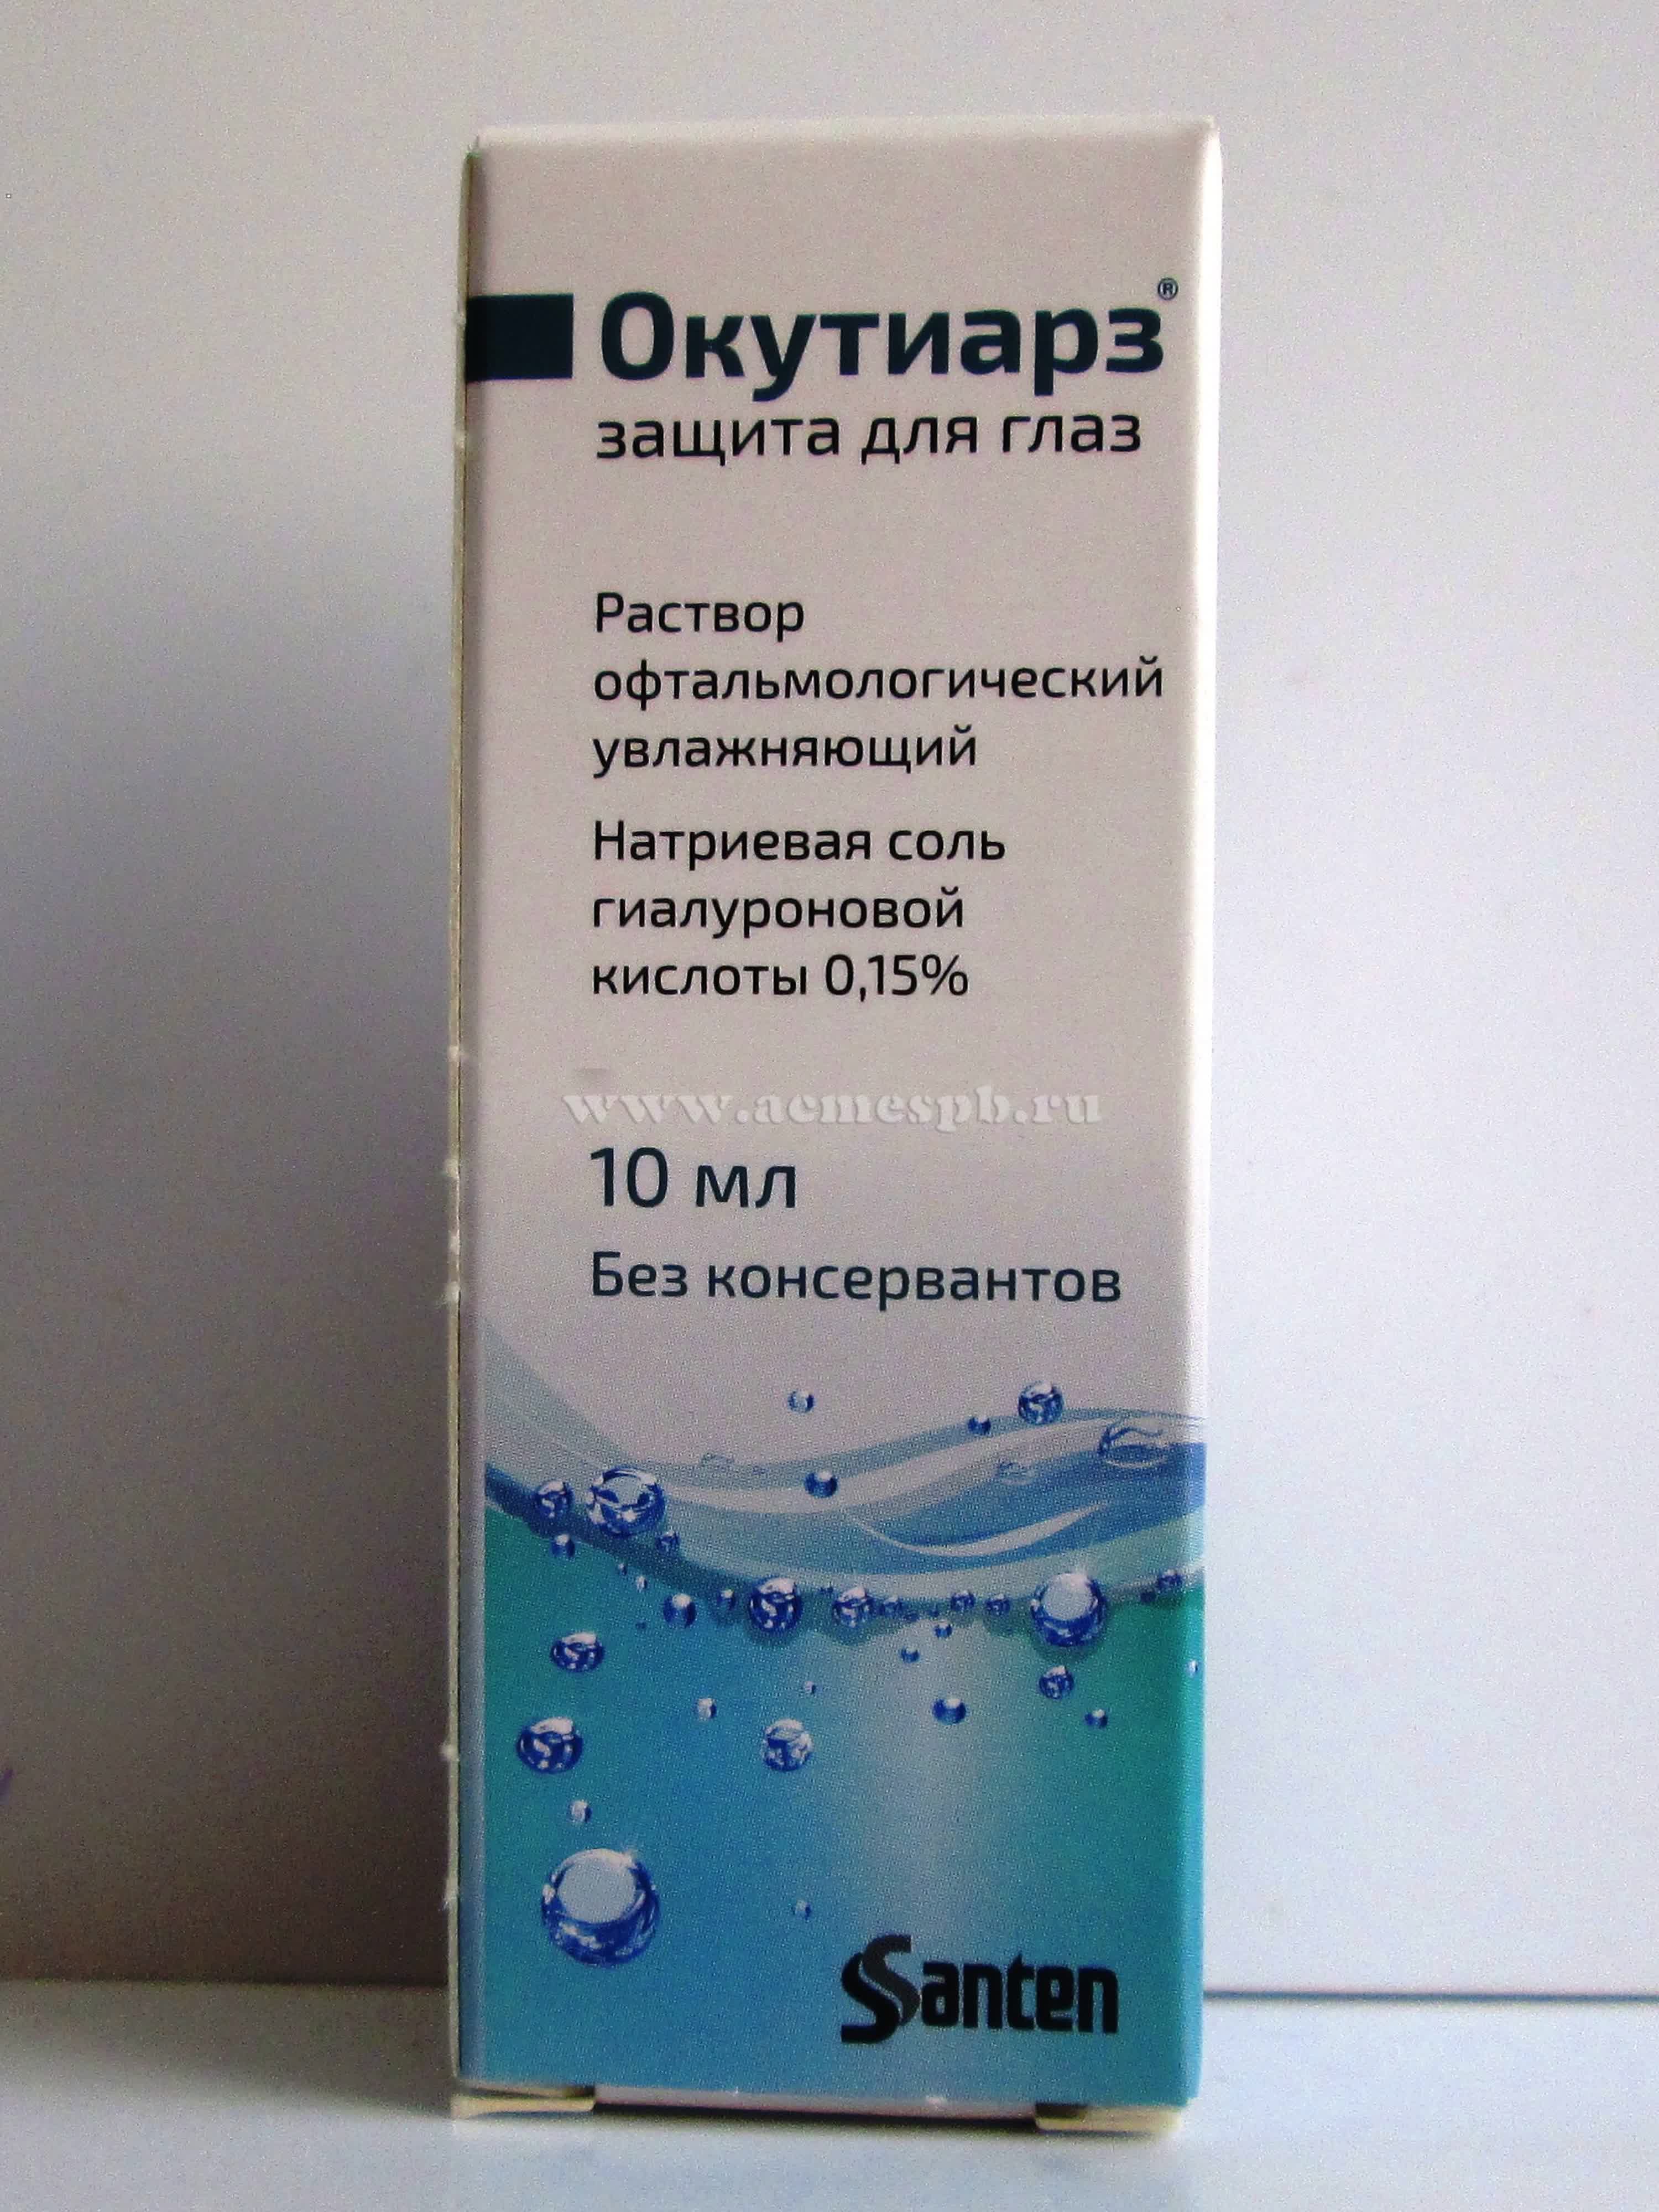 Окутиарз®
защита для глаз
Раствор
офтальмологический
увлажняющий
Натриевая соль
гиалуроновой
кислоты 0,15%
www.acmespb.ru
10 мл
Без консервантов
Santen